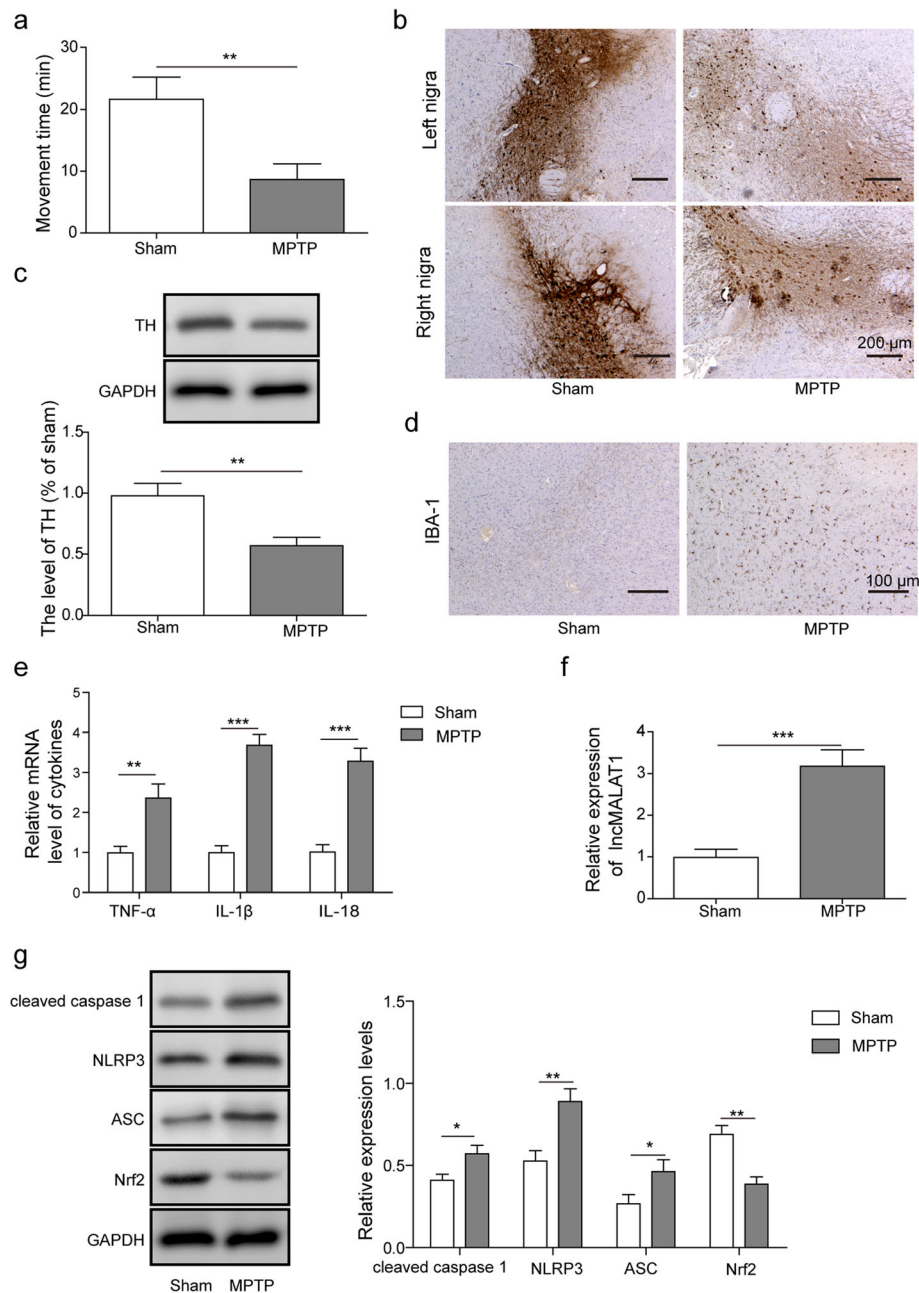 a
30
20
10
0
Movement time (min)
**
Sham
MPTP
b
Left nigra
Right nigra
200 µm
Sham
MPTP
c
TH
GAPDH
1.5
1.0
0.5
0.0
The level of TH (% of sham)
**
Sham
MPTP
d
IBA-1
100 µm
Sham
MPTP
e
Relative mRNA
level of cytokines
5
4
3
2
1
0
**
***
***
TNF-α
IL-1β
IL-18
Sham
MPTP
f
Relative expression
of lncMALAT1
4
3
2
1
0
***
Sham
MPTP
g
cleaved caspase 1
NLRP3
ASC
Nrf2
GAPDH
Sham MPTP
Relative expression levels
1.5
1.0
0.5
0.0
*
**
*
**
cleaved caspase 1
NLRP3
ASC
Nrf2
Sham
MPTP